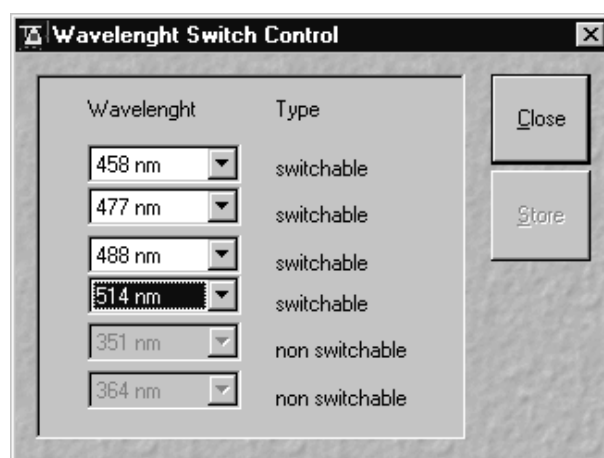 Wavelenght Switch Control
Wavelenght Type
458 nm switchable
477 nm switchable
488 nm switchable
514 nm switchable
351 nm non switchable
364 nm non switchable
Close
Store